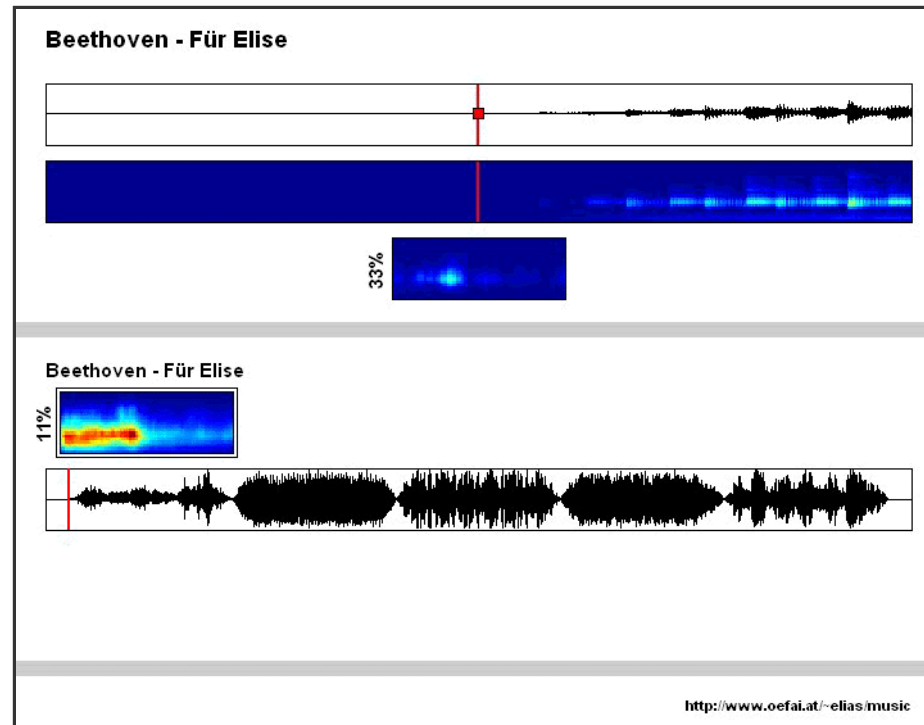 Beethoven - Für Elise
33%
Beethoven - Für Elise
11%
http://www.oefai.at/~elias/music